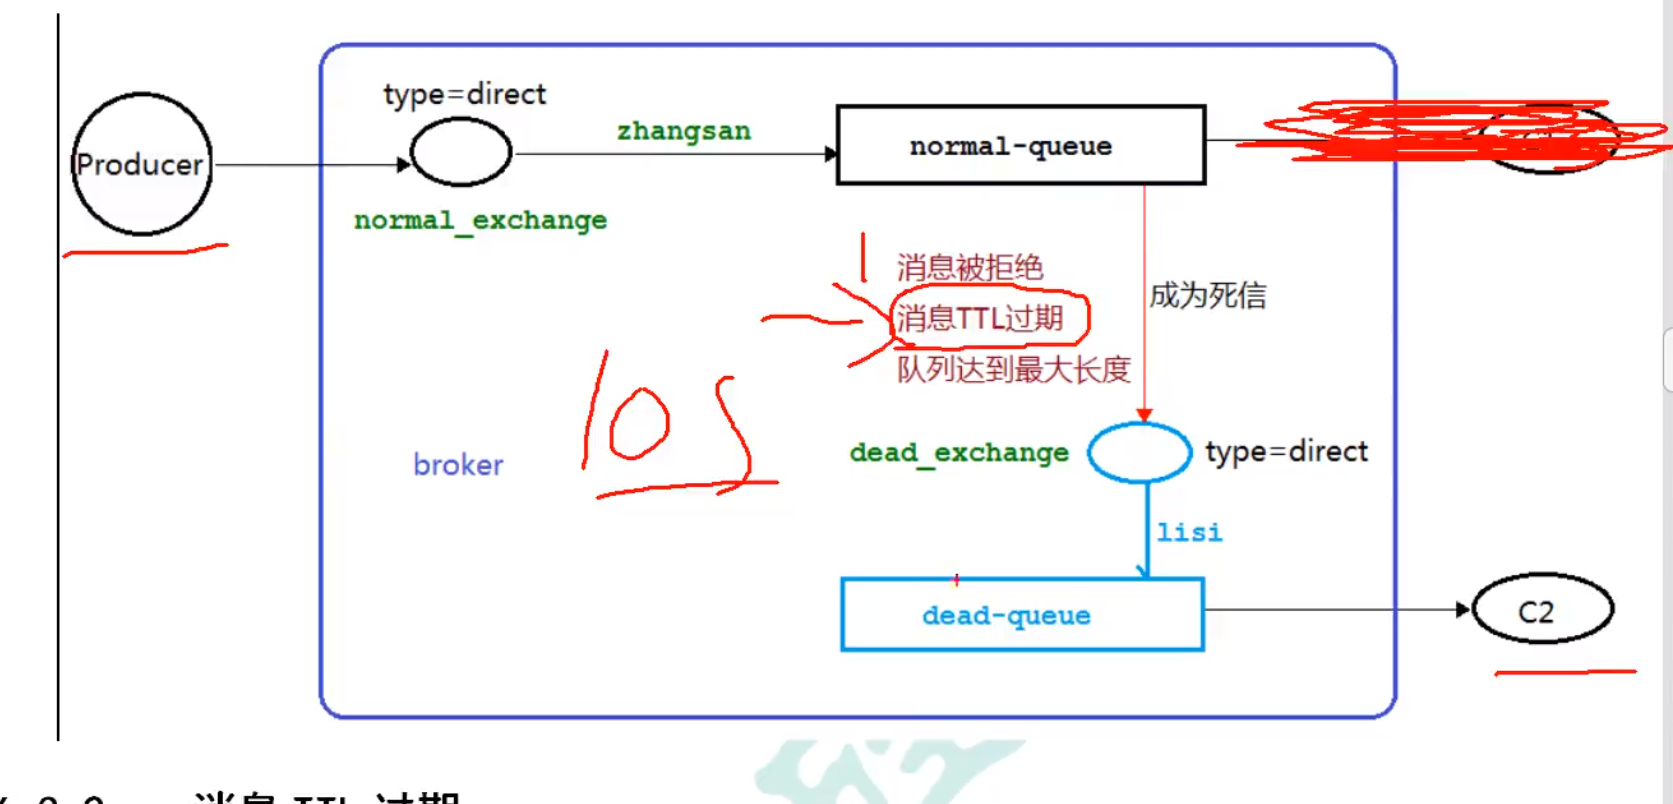 type=direct
Producer
zhangsan
normal-queue
normal_exchange
消息被拒绝
消息TTL过期
队列达到最大长度
成为死信
10s
broker
dead_exchange
type=direct
lisi
dead-queue
C2
消息 TTL 过期